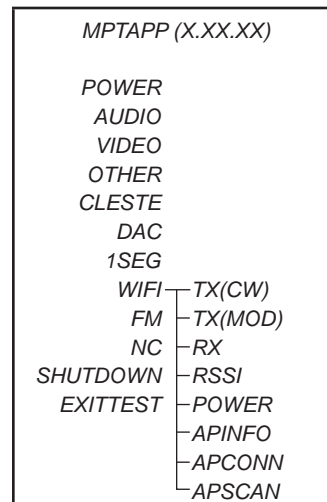 MPTAPP (X.XX.XX)
POWER
AUDIO
VIDEO
OTHER
CLESTE
DAC
1SEG
WIFI TX(CW)
FM TX(MOD)
NC RX
SHUTDOWN RSSI
EXITTEST POWER
APINFO
APCONN
APSCAN